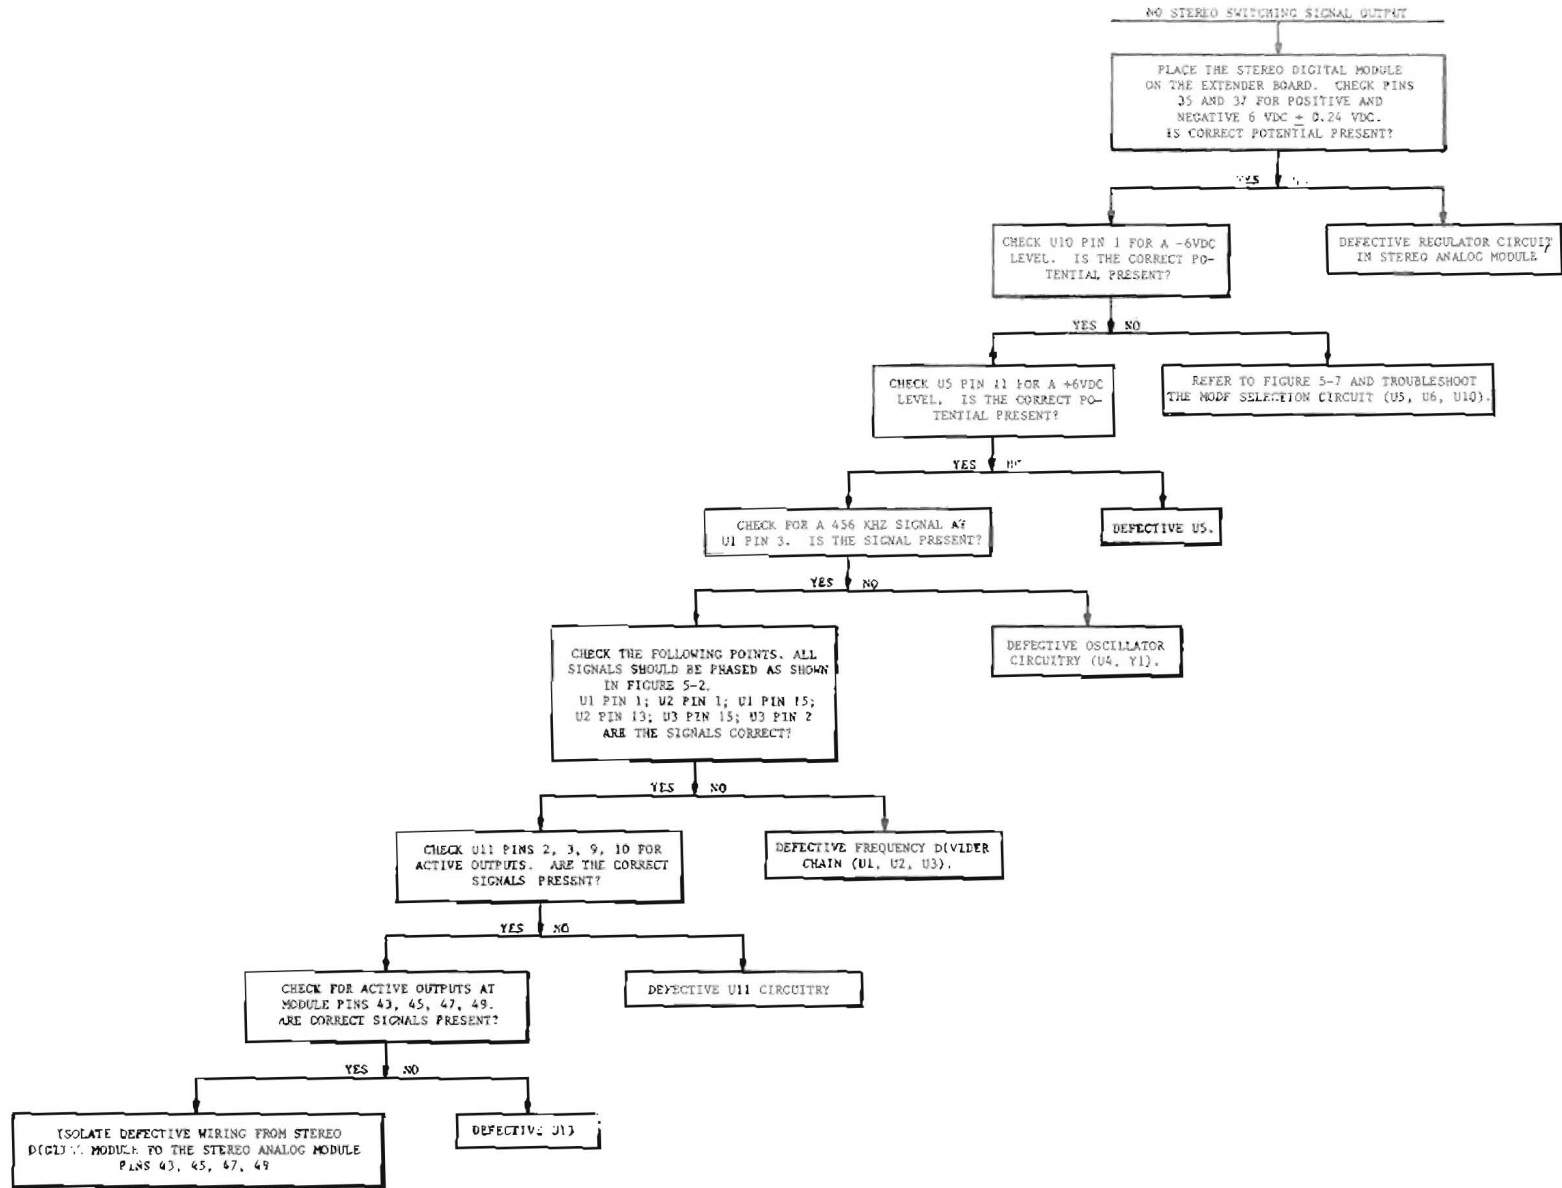 NO STEREO SWITCHING SIGNAL OUTPUT
PLACE THE STEREO DIGITAL MODULE
ON THE EXTENDER BOARD. CHECK PINS
35 AND 37 FOR POSITIVE AND
NEGATIVE 6 VDC ± 0.24 VDC.
IS CORRECT POTENTIAL PRESENT?
YES
CHECK U10 PIN 1 FOR A -6VDC
LEVEL. IS THE CORRECT PO-
TENTIAL PRESENT?
DEFECTIVE REGULATOR CIRCUIT
IN STEREO ANALOG MODULE
YES NO
CHECK U5 PIN 11 FOR A +6VDC
LEVEL. IS THE CORRECT PO-
TENTIAL PRESENT?
REFER TO FIGURE 5-7 AND TROUBLESHOOT
THE MODE SELECTION CIRCUIT (U5, U6, U10).
YES
CHECK FOR A 456 KHZ SIGNAL AT
U1 PIN 3. IS THE SIGNAL PRESENT?
DEFECTIVE U5.
YES NO
CHECK THE FOLLOWING POINTS. ALL
SIGNALS SHOULD BE PHASED AS SHOWN
IN FIGURE 5-2.
U1 PIN 1; U2 PIN 1; U1 PIN 15;
U2 PIN 13; U3 PIN 15; U3 PIN 2
ARE THE SIGNALS CORRECT?
DEFECTIVE OSCILLATOR
CIRCUITRY (U4, Y1).
YES NO
CHECK U11 PINS 2, 3, 9, 10 FOR
ACTIVE OUTPUTS. ARE THE CORRECT
SIGNALS PRESENT?
DEFECTIVE FREQUENCY DIVIDER
CHAIN (U1, U2, U3).
YES NO
CHECK FOR ACTIVE OUTPUTS AT
MODULE PINS 43, 45, 47, 49.
ARE CORRECT SIGNALS PRESENT?
DEFECTIVE U11 CIRCUITRY
YES NO
ISOLATE DEFECTIVE WIRING FROM STEREO
DIGITAL MODULE TO THE STEREO ANALOG MODULE
PINS 43, 45, 47, 49
DEFECTIVE U13